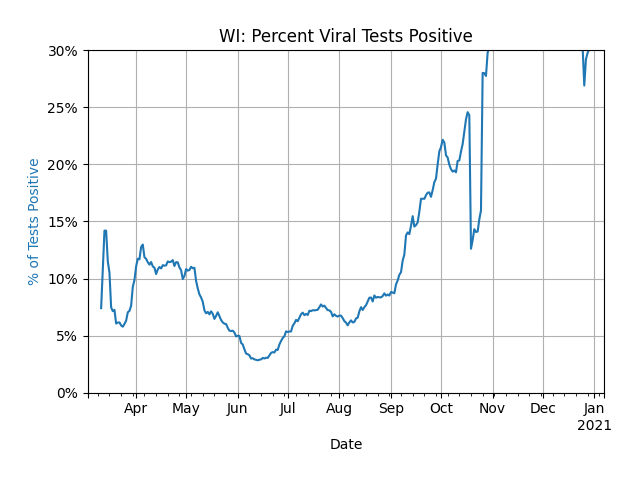 WI: Percent Viral Tests Positive
30%
25%
20%
15%
10%
5%
0%
% of Tests Positive
Apr May Jun Jul Aug Sep Oct Nov Dec Jan
2021
Date